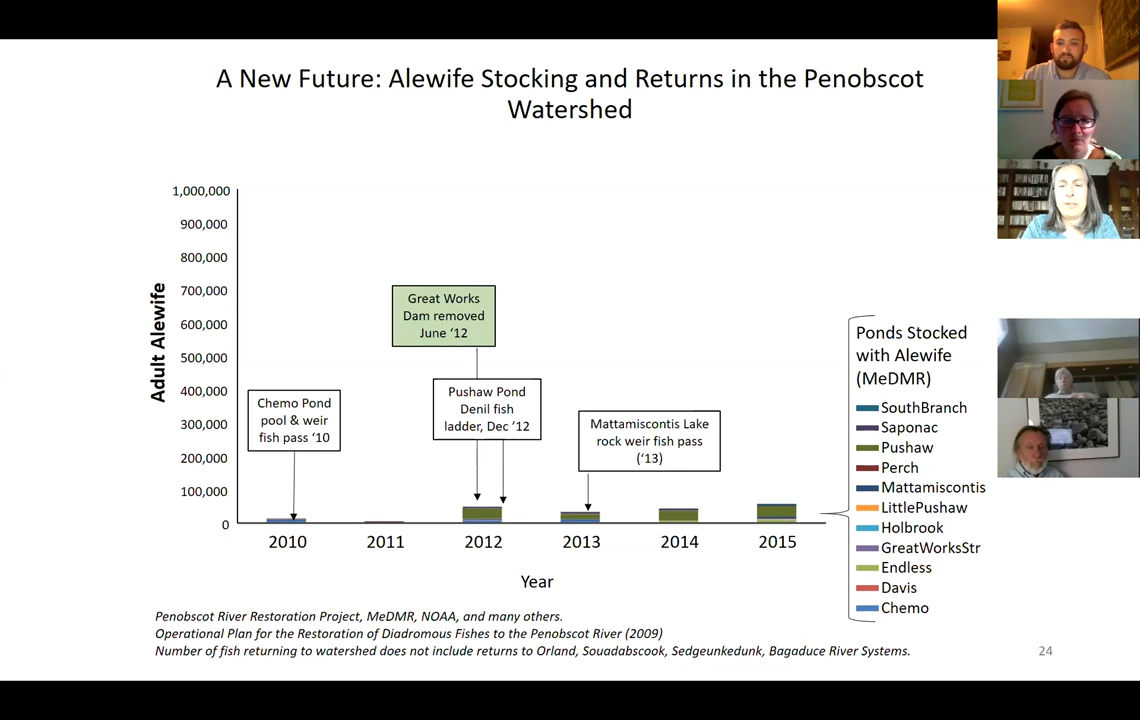 A New Future: Alewife Stocking and Returns in the Penobscot
Watershed
Adult Alewife
1,000,000
900,000
800,000
700,000
600,000
500,000
400,000
300,000
200,000
100,000
0
Great Works
Dam removed
June ‘12
Chemo Pond
pool & weir
fish pass ‘10
Pushaw Pond
Denil fish
ladder, Dec ’12
Mattamiscontis Lake
rock weir fish pass
(‘13)
2010
2011
2012
2013
2014
2015
Year
Ponds Stocked
with Alewife
(MeDMR)
SouthBranch
Saponac
Pushaw
Perch
Mattamiscontis
LittlePushaw
Holbrook
GreatWorksStr
Endless
Davis
Chemo
Penobscot River Restoration Project, MeDMR, NOAA, and many others.
Operational Plan for the Restoration of Diadromous Fishes to the Penobscot River (2009)
Number of fish returning to watershed does not include returns to Orland, Souadabscook, Sedgeunkedunk, Bagaduce River Systems.
24